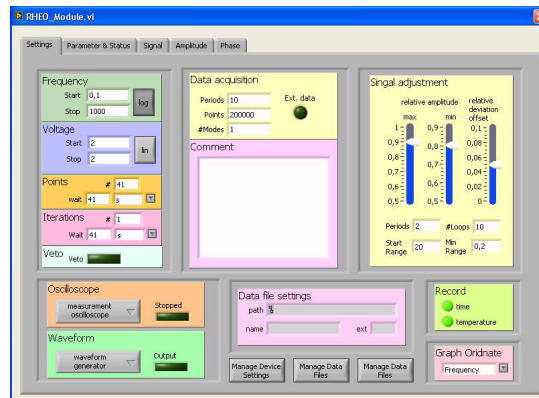 RHEO_Module.vi
Settings Parameter & Status Signal Amplitude Phase
Frequency
Start 0,1
Stop 1000
log
Voltage
Start 2
Stop 2
lin
Points # 41
wait 41 s
Iterations # 1
Wait 41 s
Veto Veto
Data acquisition
Periods 10 Ext. data
Points 200000
#Modes 1
Comment
Singal adjustment
relative amplitude
max min
relative
deviation
offset
1 0,9 0,1
0,9 0,8 0,08
0,8 0,7 0,06
0,7 0,6 0,04
0,6 0,5 0,02
0,5 0
Periods 2 #Loops 10
Start Range 20 Min Range 0,2
Oscilloscope
measurement
oscilloscope
Stopped
Waveform
waveform
generator
Output
Data file settings
path %
name ext
Manage Device
Settings
Manage Data
Files
Manage Data
Files
Record
time
temperature
Graph Oridnate
Frequency